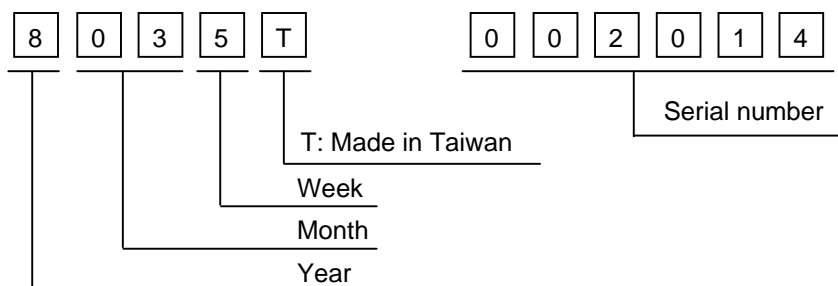 8 0 3 5 T 0 0 2 0 1 4
Serial number
T: Made in Taiwan
Week
Month
Year